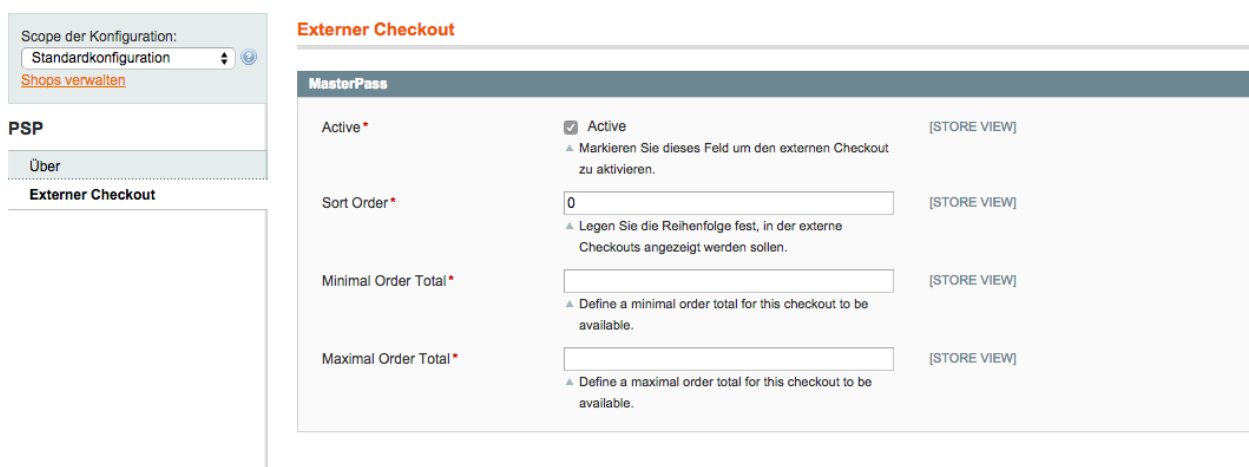 Scope der Konfiguration:
Standardkonfiguration
Shops verwalten
PSP
Über
Externer Checkout
Externer Checkout
MasterPass
Active* Active [STORE VIEW]
Markieren Sie dieses Feld um den externen Checkout
zu aktivieren.
Sort Order* 0 [STORE VIEW]
Legen Sie die Reihenfolge fest, in der externe
Checkouts angezeigt werden sollen.
Minimal Order Total* [STORE VIEW]
Define a minimal order total for this checkout to be
available.
Maximal Order Total* [STORE VIEW]
Define a maximal order total for this checkout to be
available.